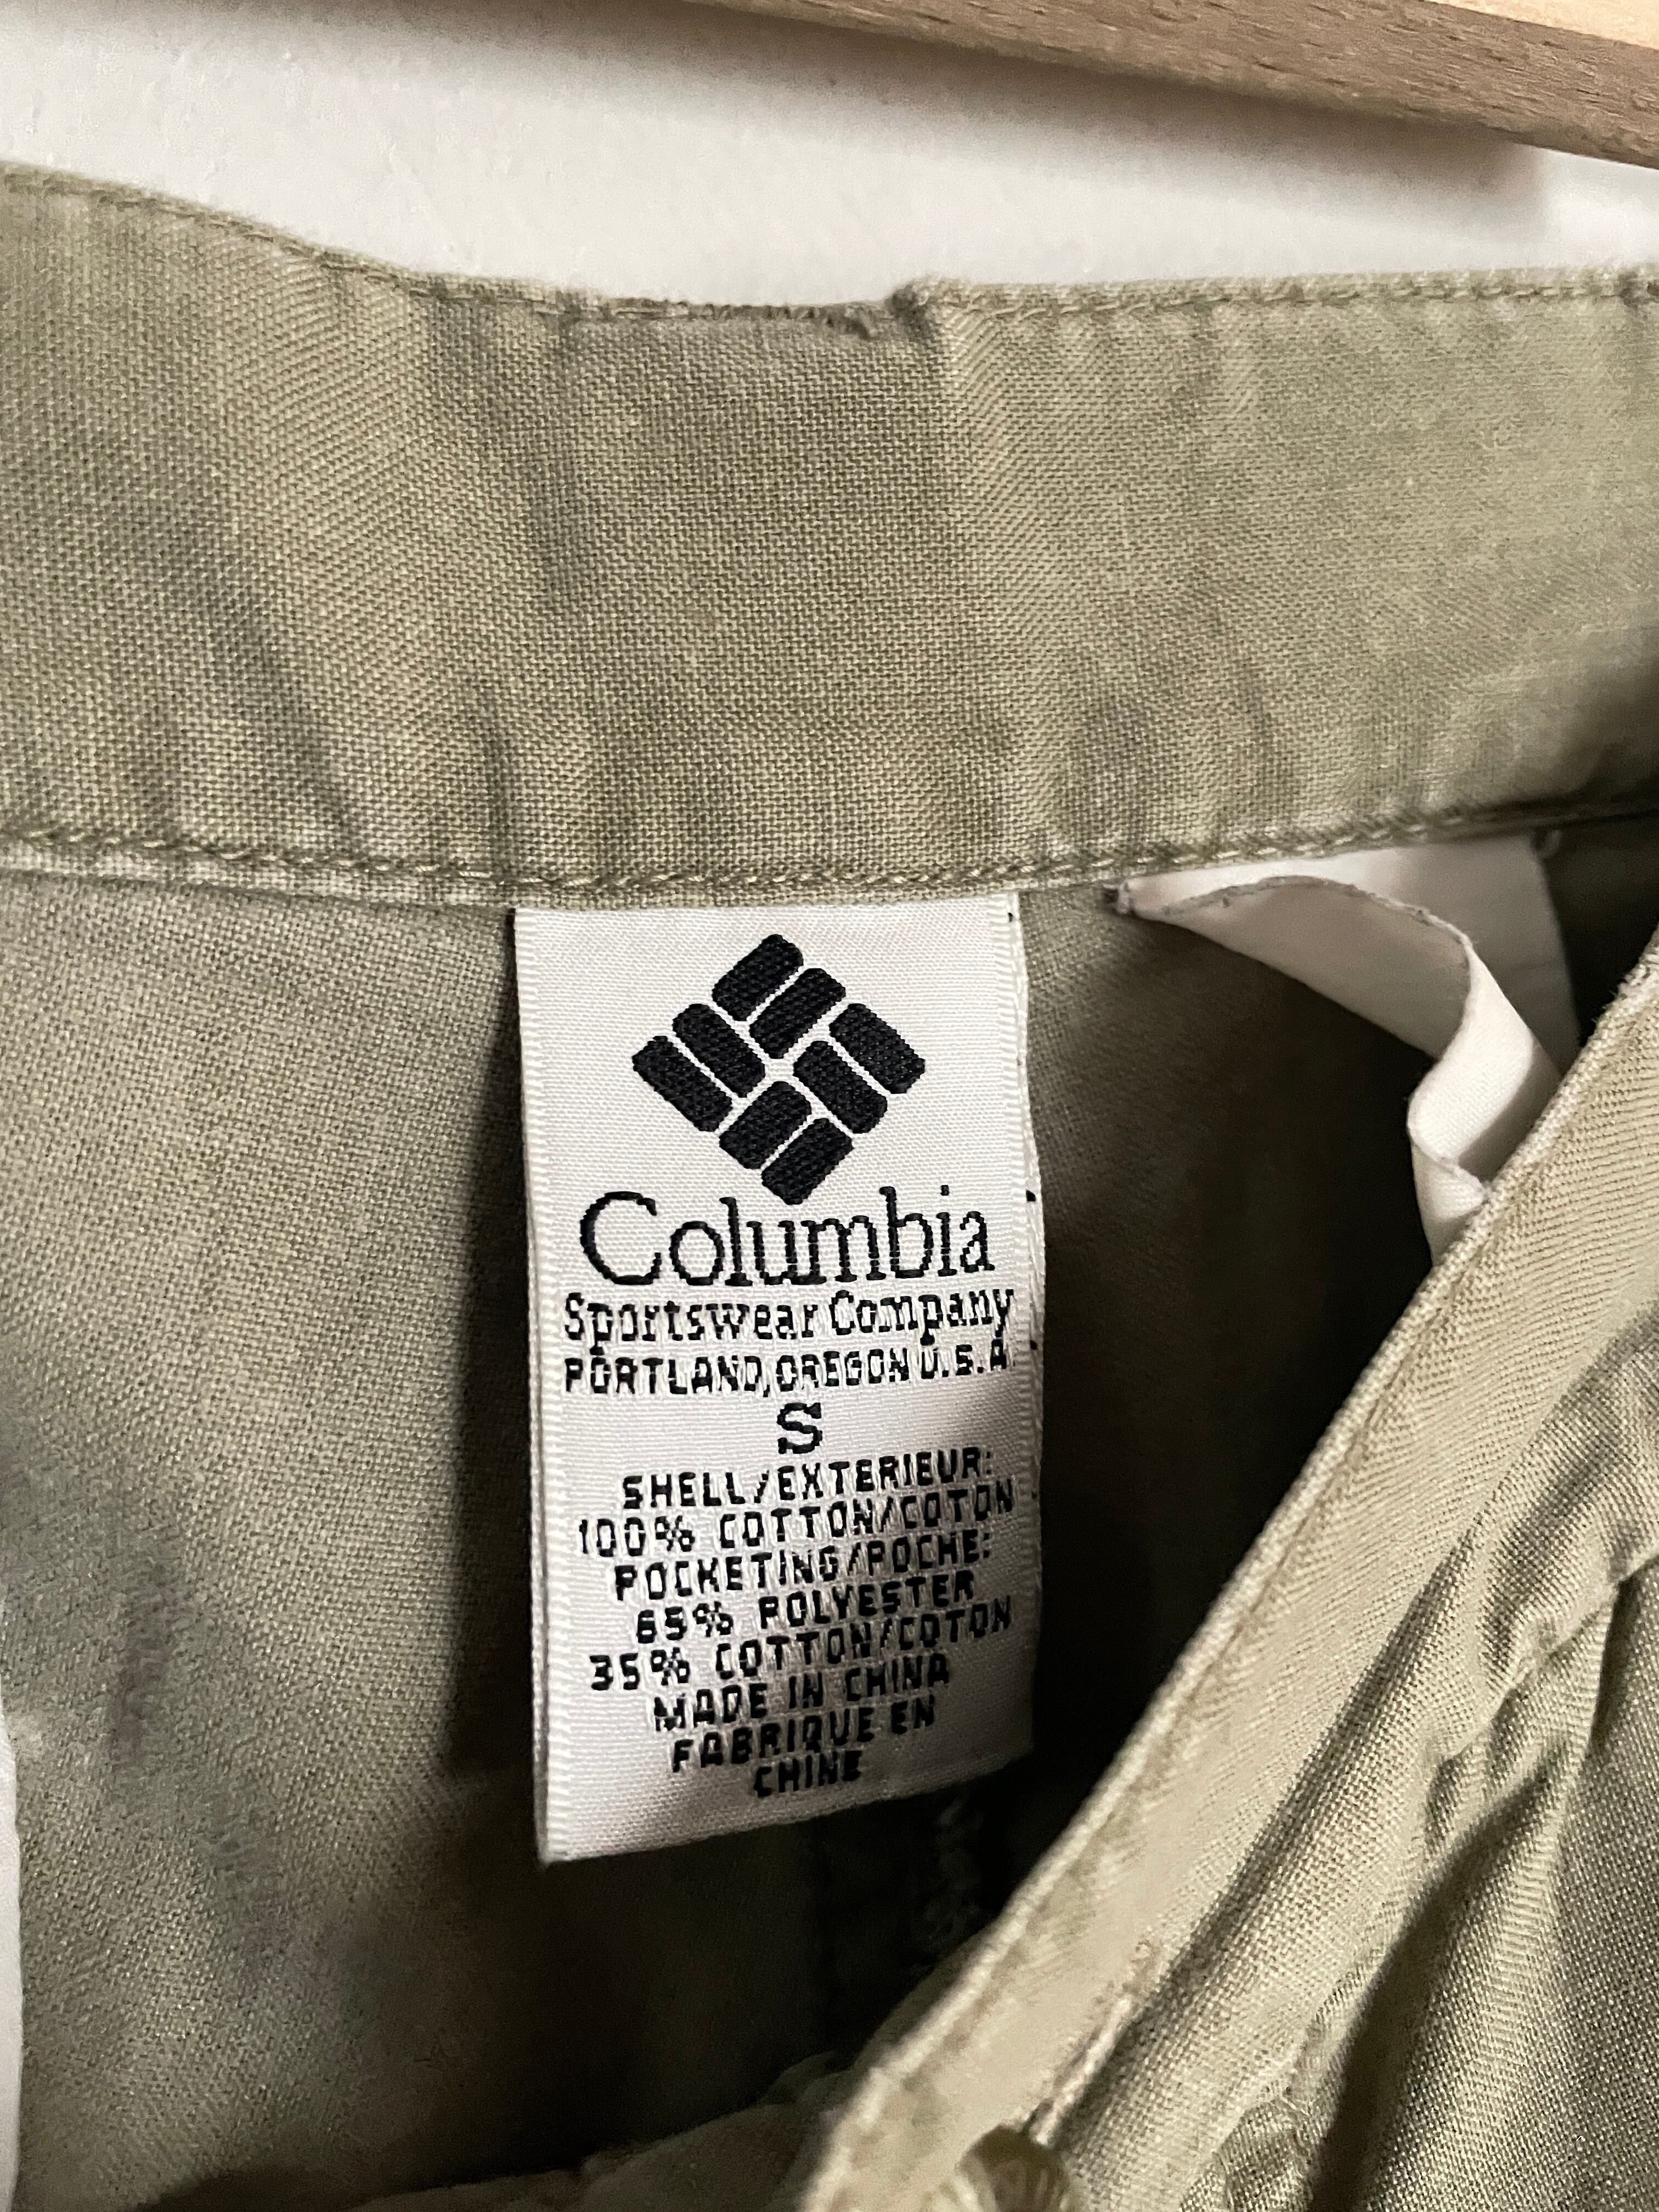 Columbia
Sportswear Company
PORTLAND, OREGON U.S.A.
S
SHELL/EXTERIEUR:
100% COTTON/COTON
POCKETING/POCHE:
65% POLYESTER
35% COTTON/COTON
MADE IN CHINA
FABRIQUE EN
CHINE